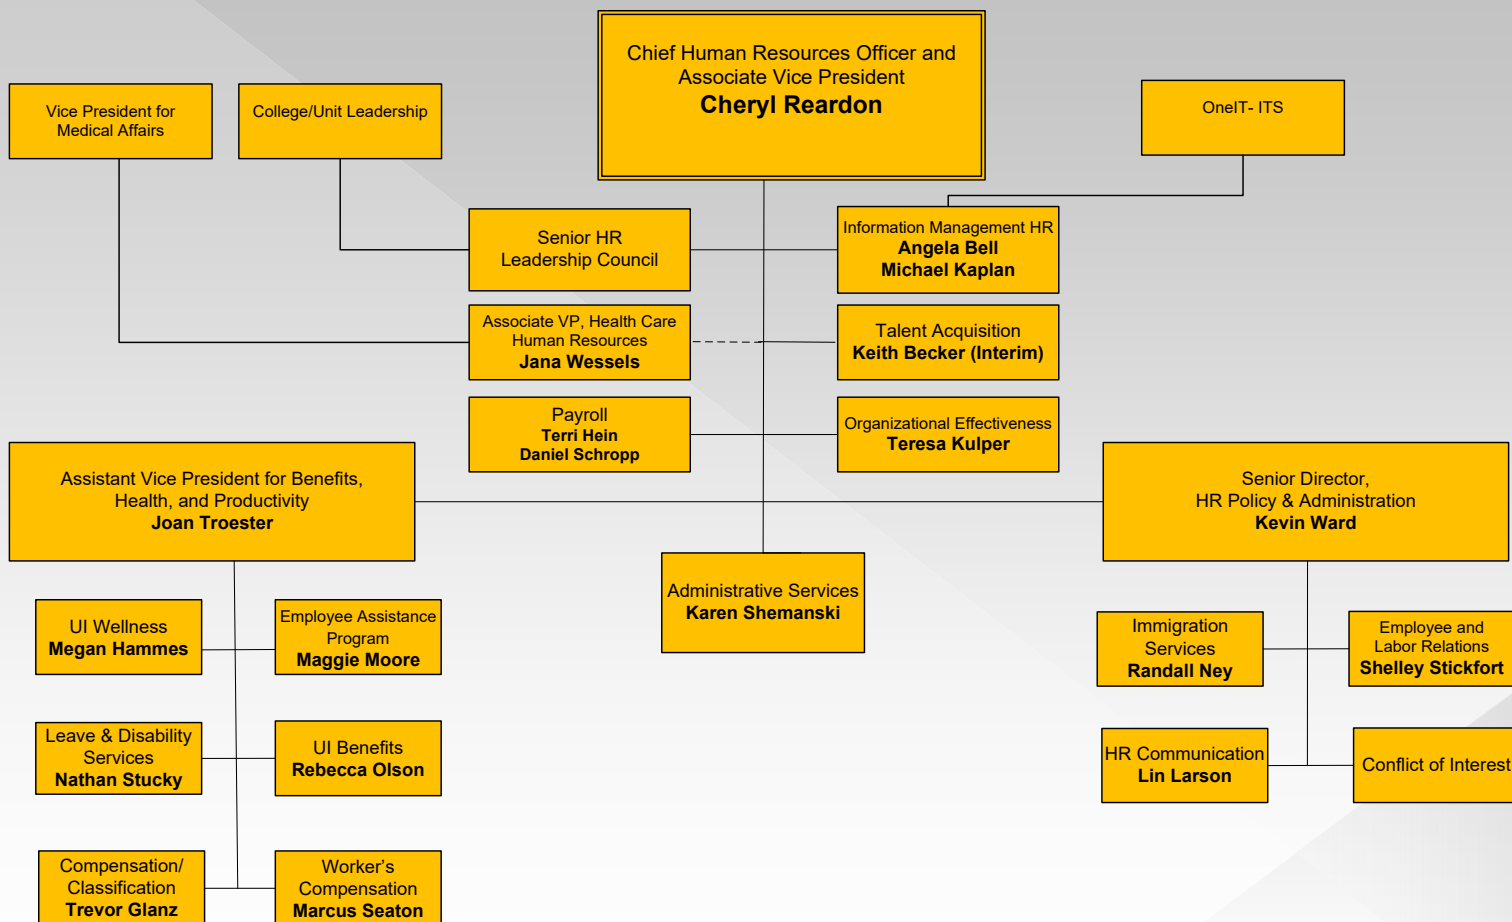 Chief Human Resources Officer and
Associate Vice President
Cheryl Reardon
Vice President for
Medical Affairs
College/Unit Leadership
OneIT- ITS
Senior HR
Leadership Council
Information Management HR
Angela Bell
Michael Kaplan
Associate VP, Health Care
Human Resources
Jana Wessels
Talent Acquisition
Keith Becker (Interim)
Payroll
Terri Hein
Daniel Schropp
Organizational Effectiveness
Teresa Kulper
Assistant Vice President for Benefits,
Health, and Productivity
Joan Troester
Senior Director,
HR Policy & Administration
Kevin Ward
Administrative Services
Karen Shemanski
UI Wellness
Megan Hammes
Employee Assistance
Program
Maggie Moore
Immigration
Services
Randall Ney
Employee and
Labor Relations
Shelley Stickfort
Leave & Disability
Services
Nathan Stucky
UI Benefits
Rebecca Olson
HR Communication
Lin Larson
Conflict of Interest
Compensation/
Classification
Trevor Glanz
Worker’s
Compensation
Marcus Seaton